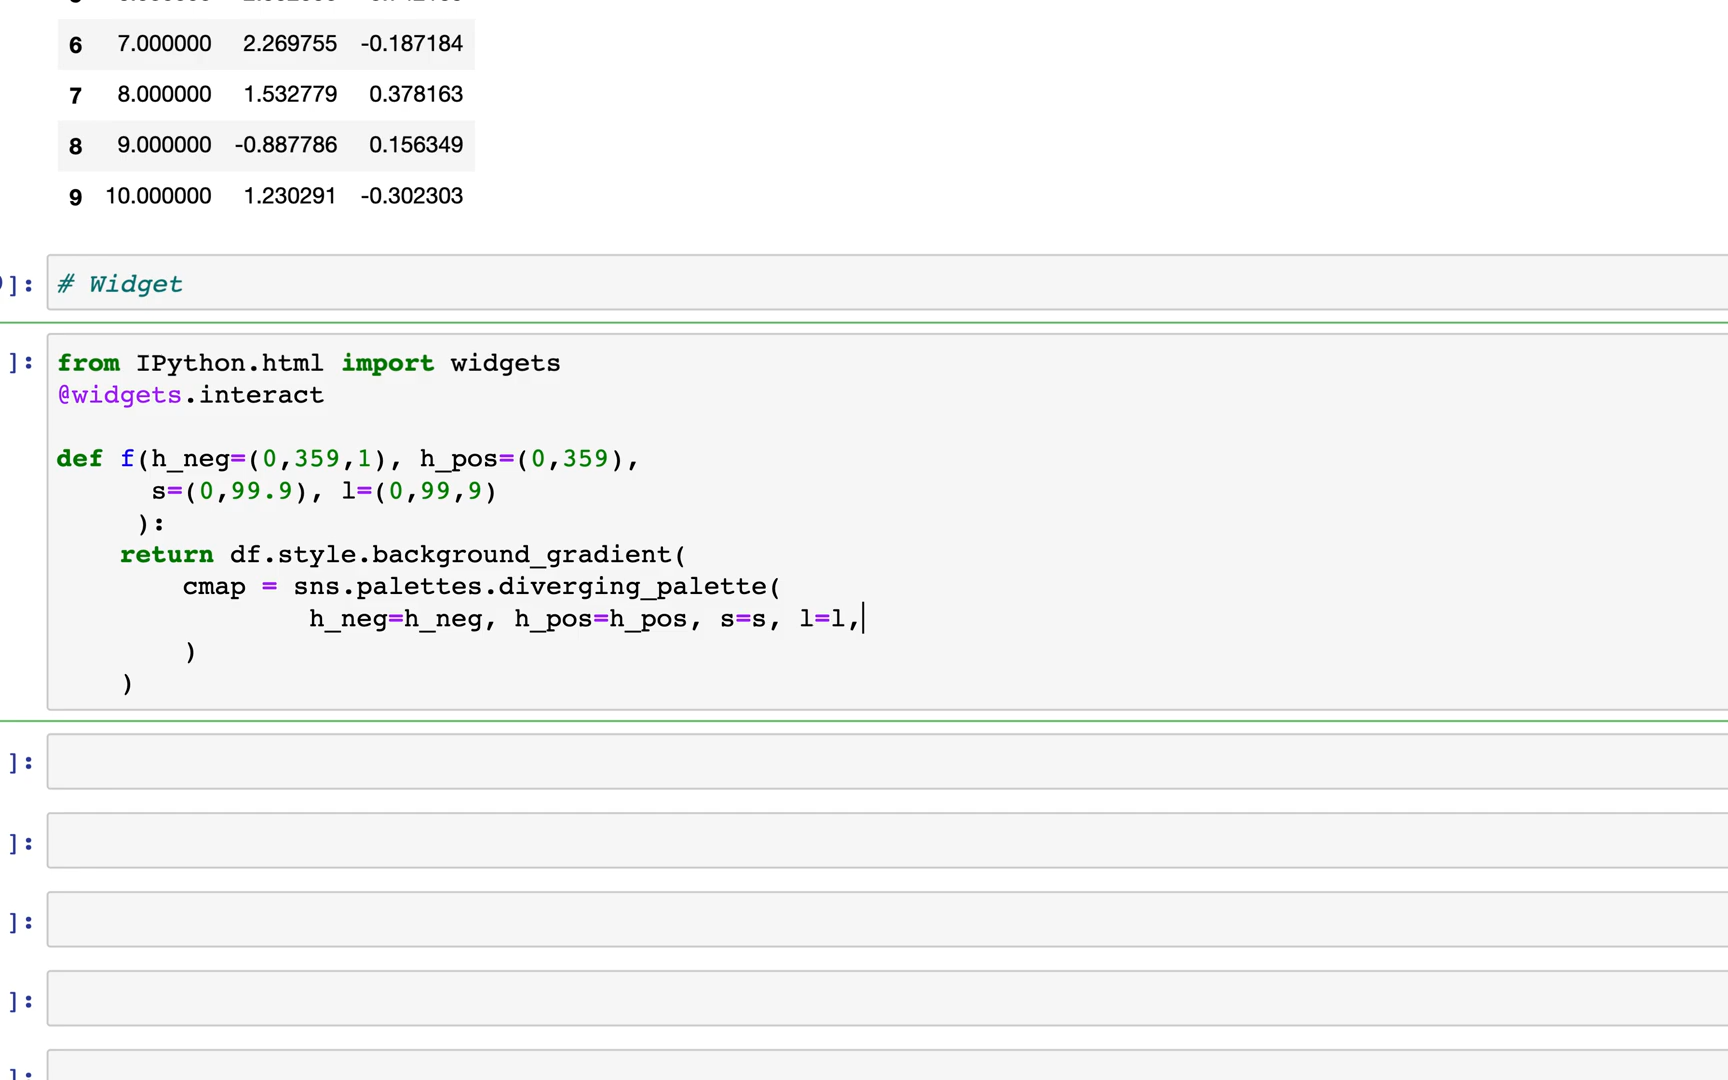 6 7.000000 2.269755 -0.187184
7 8.000000 1.532779 0.378163
8 9.000000 -0.887786 0.156349
9 10.000000 1.230291 -0.302303
]: # Widget
]: from IPython.html import widgets
@widgets.interact
def f(h_neg=(0,359,1), h_pos=(0,359),
s=(0,99.9), l=(0,99,9)
):
return df.style.background_gradient(
cmap = sns.palettes.diverging_palette(
h_neg=h_neg, h_pos=h_pos, s=s, l=l,
)
)
]:
]:
]:
]:
]: